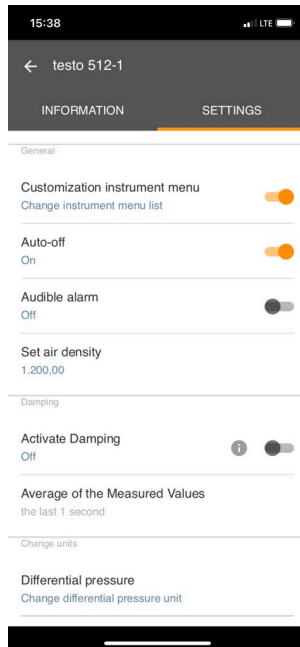 15:38
LTE
testo 512-1
INFORMATION
SETTINGS
General
Customization instrument menu
Change instrument menu list
Auto-off
On
Audible alarm
Off
Set air density
1.200,00
Damping
Activate Damping
Off
Average of the Measured Values
the last 1 second
Change units
Differential pressure
Change differential pressure unit